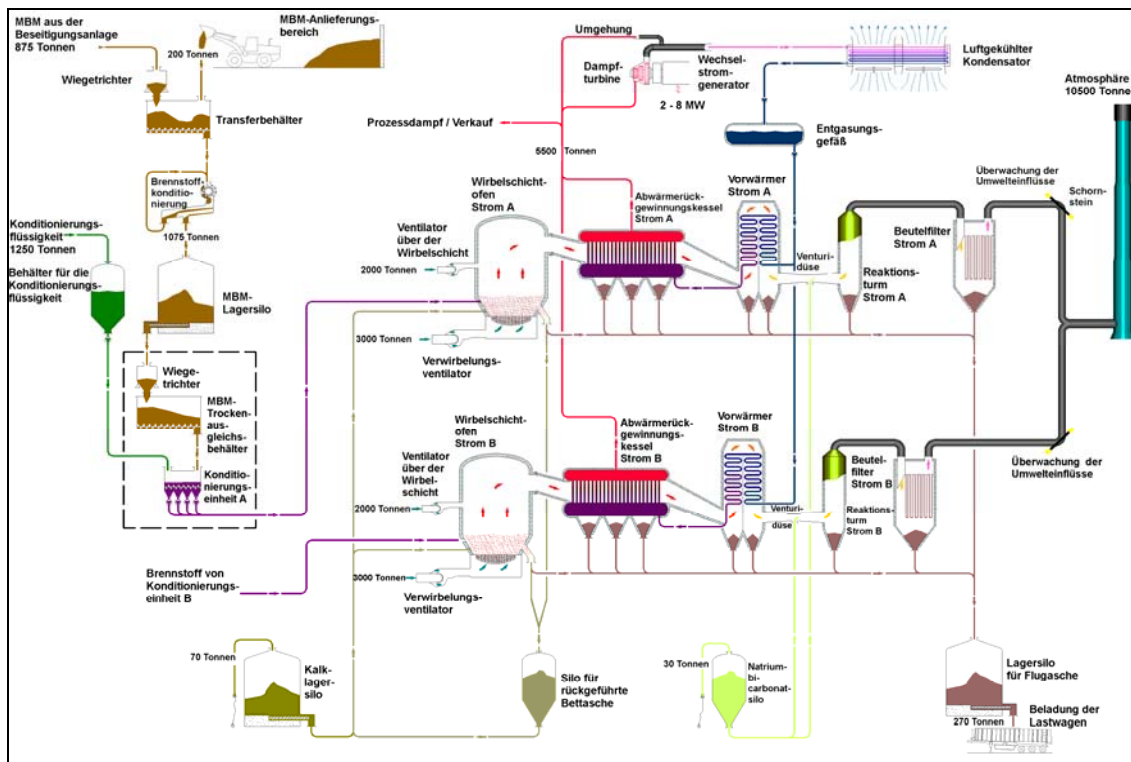 MBM aus der
Beseitigungsanlage
875 Tonnen
MBM-Anlieferungs-
bereich
200 Tonnen
Wiegetrichter
Transferbehälter
Brennstoff-
konditio-
nierung
1075 Tonnen
Konditionierungs-
flüssigkeit
1250 Tonnen
Behälter für die
Konditionierungs-
flüssigkeit
MBM-
Lagersilo
Wiege-
trichter
MBM-
Trocken-
ausgleichs-
behälter
Konditio-
nierungs-
einheit A
Brennstoff von
Konditionierungs-
einheit B
Umgehung
Dampf-
turbine
Wechsel-
strom-
generator
2 - 8 MW
Luftgekühlter
Kondensator
Prozessdampf / Verkauf
5500 Tonnen
Entgasungs-
gefäß
Atmosphäre
10500 Tonne
Wirbelschicht-
ofen
Strom A
Ventilator
über der
Wirbelschicht
2000 Tonnen
3000 Tonnen
Verwirbelungs-
ventilator
Abwärmerück-
gewinnungskessel
Strom A
Vorwärmer
Strom A
Venturi-
düse
Reaktions-
turm
Strom A
Beutelfilter
Strom A
Überwachung der
Umwelteinflüsse
Schorn-
stein
Wirbelschicht-
ofen
Strom B
Ventilator
über der
Wirbel-
schicht
2000 Tonnen
3000 Tonnen
Verwirbelungs-
ventilator
Abwärmerück-
gewinnungs-
kessel
Strom B
Vorwärmer
Strom B
Venturi-
düse
Beutel-
filter
Strom B
Reaktions-
turm
Strom B
Überwachung der
Umwelteinflüsse
70 Tonnen
Kalk-
lager-
silo
Silo für
rückgeführte
Bettasche
30 Tonnen
Natrium-
bi-
carbonat-
silo
Lagersilo
für Flugasche
270 Tonnen
Beladung der
Lastwagen